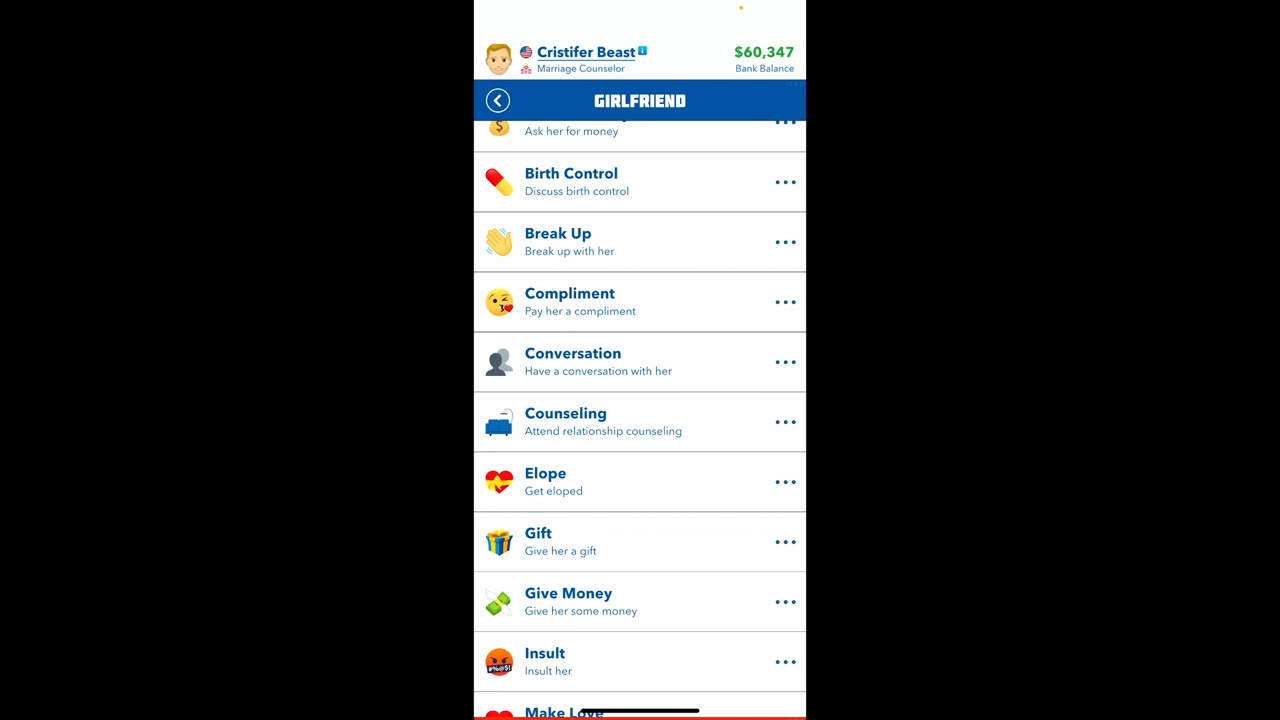 Cristifer Beast
Marriage Counselor
$60,347
Bank Balance
GIRLFRIEND
Ask her for money
Birth Control
Discuss birth control
Break Up
Break up with her
Compliment
Pay her a compliment
Conversation
Have a conversation with her
Counseling
Attend relationship counseling
Elope
Get eloped
Gift
Give her a gift
Give Money
Give her some money
#%@$!
Insult
Insult her
Make Love